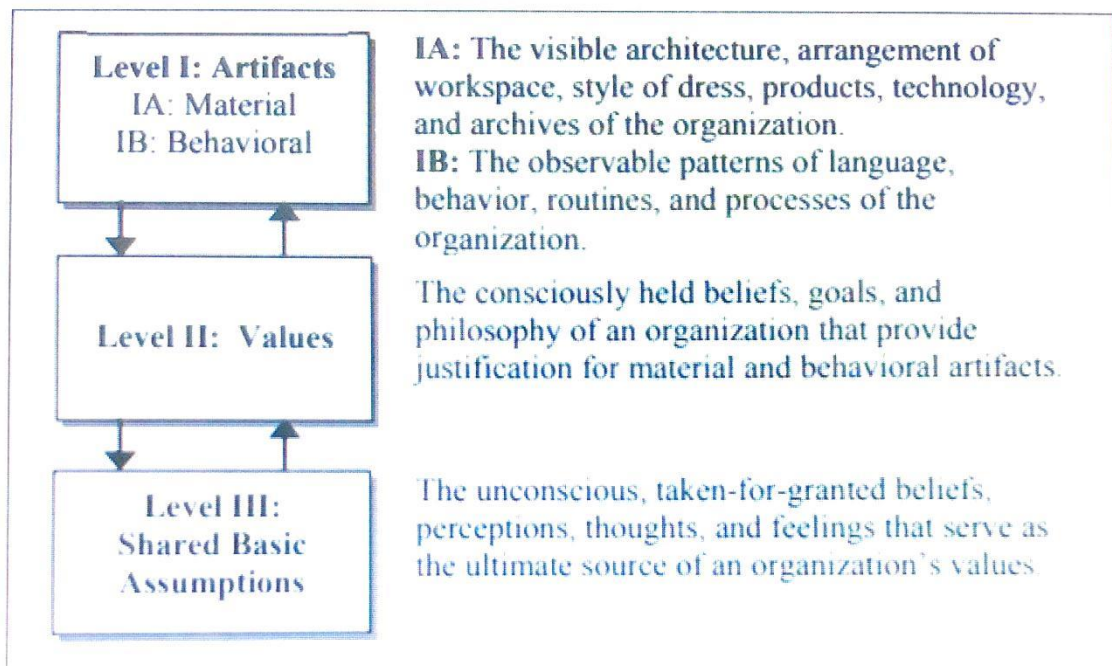 Level I: Artifacts
IA: Material
IB: Behavioral
IA: The visible architecture, arrangement of
workspace, style of dress, products, technology,
and archives of the organization.
IB: The observable patterns of language,
behavior, routines, and processes of the
organization.
Level II: Values
The consciously held beliefs, goals, and
philosophy of an organization that provide
justification for material and behavioral artifacts.
Level III:
Shared Basic
Assumptions
The unconscious, taken-for-granted beliefs,
perceptions, thoughts, and feelings that serve as
the ultimate source of an organization's values.